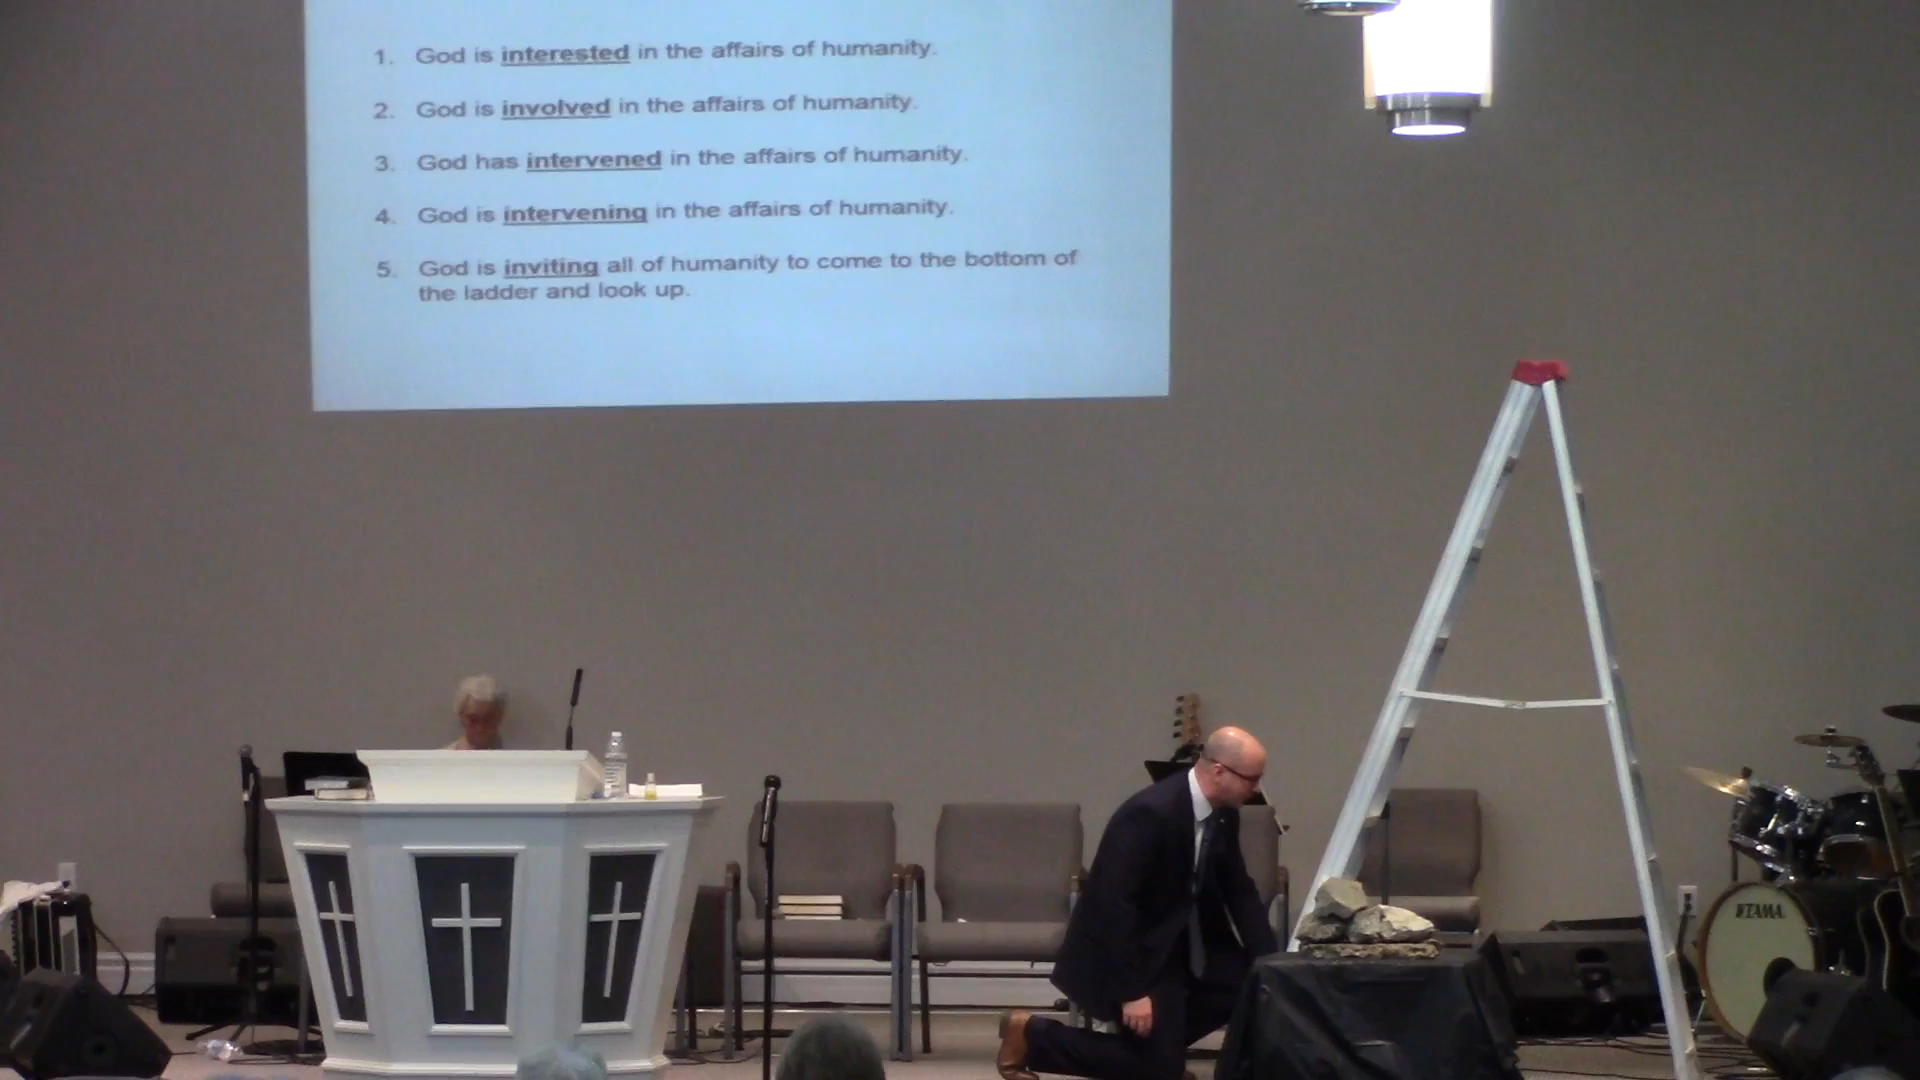 1. God is interested in the affairs of humanity.
2. God is involved in the affairs of humanity.
3. God has intervened in the affairs of humanity.
4. God is intervening in the affairs of humanity.
5. God is inviting all of humanity to come to the bottom of
the ladder and look up.
TAMA